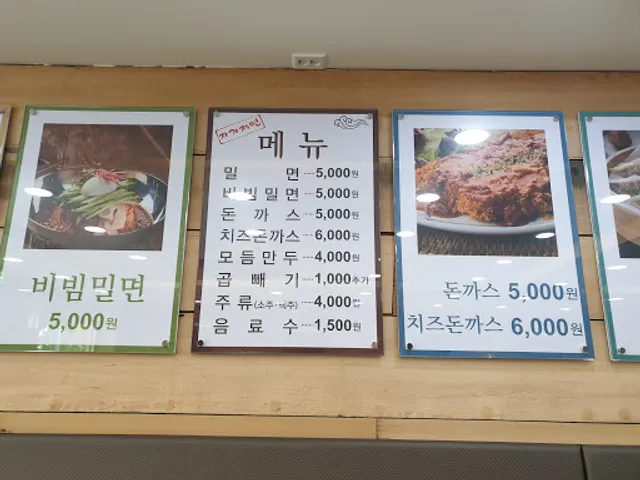 비빔밀면
5,000원
메 뉴
밀 면 ---5,000원
비빔밀면 ---5,000원
돈 까 스 ---5,000원
치즈돈까스 ---6,000원
모듬만두 ---4,000원
곱 빼 기 ---1,000추가
주류(소주·맥주) ---4,000원
음 료 수 ---1,500원
돈까스 5,000원
치즈돈까스 6,000원